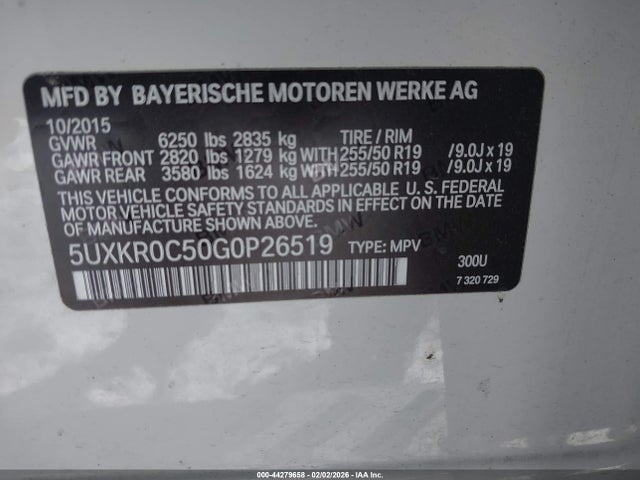 MFD BY BAYERISCHE MOTOREN WERKE AG
10/2015 TIRE / RIM
GVWR 6250 lbs 2835 kg
GAWR FRONT 2820 lbs 1279 kg WITH 255/50 R19 /9.0J x 19
GAWR REAR 3580 lbs 1624 kg WITH 255/50 R19 /9.0J x 19
THIS VEHICLE CONFORMS TO ALL APPLICABLE U. S. FEDERAL
MOTOR VEHICLE SAFETY STANDARDS IN EFFECT ON THE DATE
OF MANUFACTURE SHOWN ABOVE.
5UXKR0C50G0P26519 TYPE: MPV
300U
7 320 729
000-44279658 - 02/02/2026 - IAA Inc.